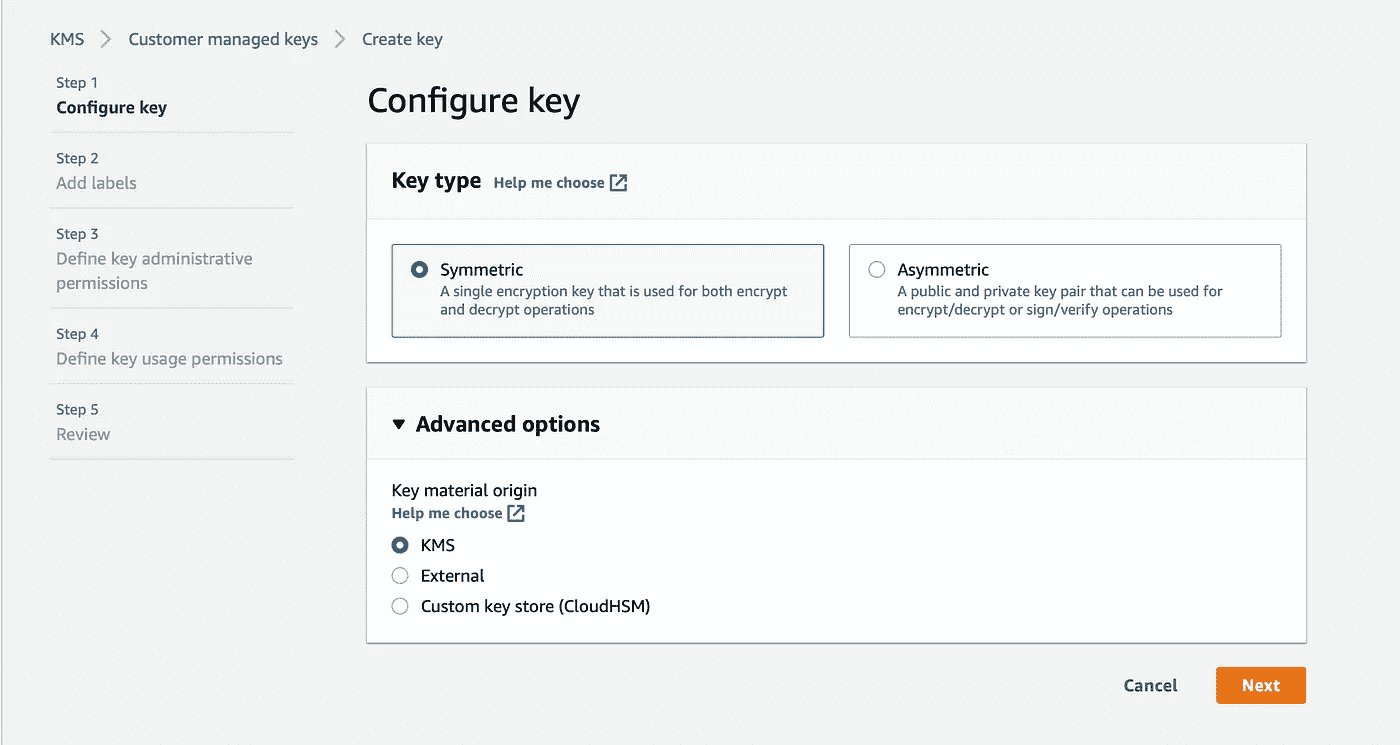 KMS > Customer managed keys > Create key
Step 1
Configure key
Step 2
Add labels
Step 3
Define key administrative
permissions
Step 4
Define key usage permissions
Step 5
Review
Configure key
Key type Help me choose
Symmetric
A single encryption key that is used for both encrypt
and decrypt operations
Asymmetric
A public and private key pair that can be used for
encrypt/decrypt or sign/verify operations
Advanced options
Key material origin
Help me choose
KMS
External
Custom key store (CloudHSM)
Cancel Next